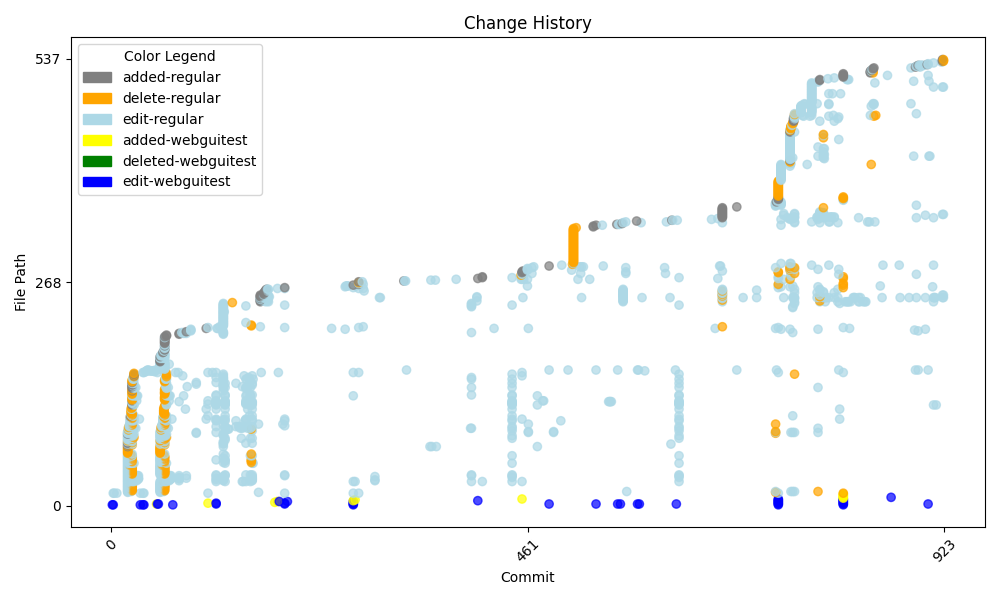 Change History
537
268
0
File Path
Color Legend
added-regular
delete-regular
edit-regular
added-webguitest
deleted-webguitest
edit-webguitest
0
461
923
Commit